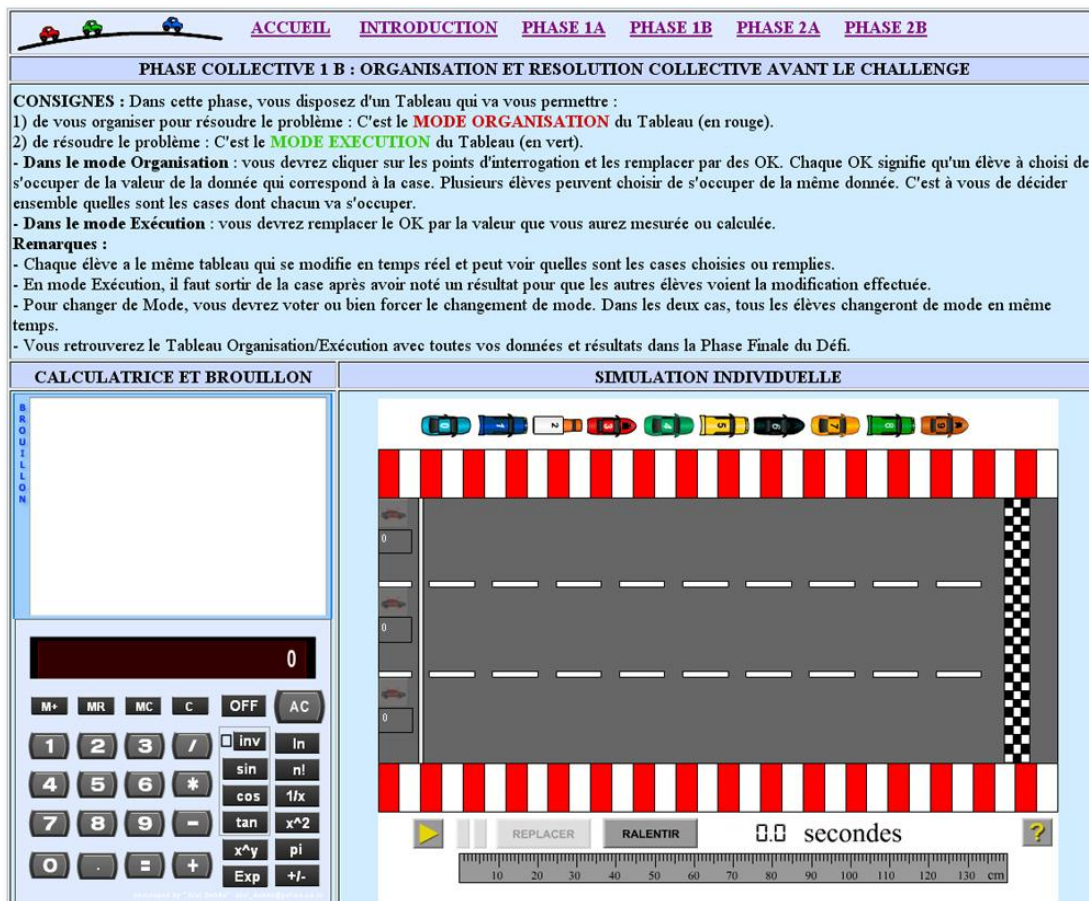 ACCUEIL INTRODUCTION PHASE 1A PHASE 1B PHASE 2A PHASE 2B
PHASE COLLECTIVE 1 B : ORGANISATION ET RESOLUTION COLLECTIVE AVANT LE CHALLENGE
CONSIGNES : Dans cette phase, vous disposez d'un Tableau qui va vous permettre :
1) de vous organiser pour résoudre le problème : C'est le MODE ORGANISATION du Tableau (en rouge).
2) de résoudre le problème : C'est le MODE EXECUTION du Tableau (en vert).
- Dans le mode Organisation : vous devrez cliquer sur les points d'interrogation et les remplacer par des OK. Chaque OK signifie qu'un élève à choisi de
s'occuper de la valeur de la donnée qui correspond à la case. Plusieurs élèves peuvent choisir de s'occuper de la même donnée. C'est à vous de décider
ensemble quelles sont les cases dont chacun va s'occuper.
- Dans le mode Exécution : vous devrez remplacer le OK par la valeur que vous aurez mesurée ou calculée.
Remarques :
- Chaque élève a le même tableau qui se modifie en temps réel et peut voir quelles sont les cases choisies ou remplies.
- En mode Exécution, il faut sortir de la case après avoir noté un résultat pour que les autres élèves voient la modification effectuée.
- Pour changer de Mode, vous devrez voter ou bien forcer le changement de mode. Dans les deux cas, tous les élèves changeront de mode en même
temps.
- Vous retrouverez le Tableau Organisation/Exécution avec toutes vos données et résultats dans la Phase Finale du Défi.
CALCULATRICE ET BROUILLON
BROUILLON
0
M+ MR MC C OFF AC
1 2 3 / inv ln
sin n!
4 5 6 * cos 1/x
7 8 9 - tan x^2
x^y pi
0 . = + Exp +/-
SIMULATION INDIVIDUELLE
0 1 2 3 4 5 6 7 8 9
0
0
0
REPLACER RALENTIR 0.0 secondes ?
10 20 30 40 50 60 70 80 90 100 110 120 130 cm